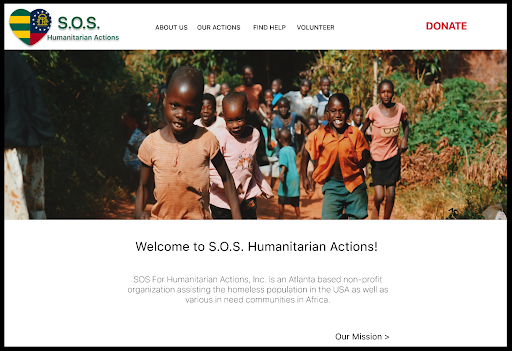 S.O.S.
Humanitarian Actions
ABOUT US OUR ACTIONS FIND HELP VOLUNTEER
DONATE
Welcome to S.O.S. Humanitarian Actions!
SOS For Humanitarian Actions, Inc. is an Atlanta based non-profit
organization assisting the homeless population in the USA as well as
various in need communities in Africa.
Our Mission >